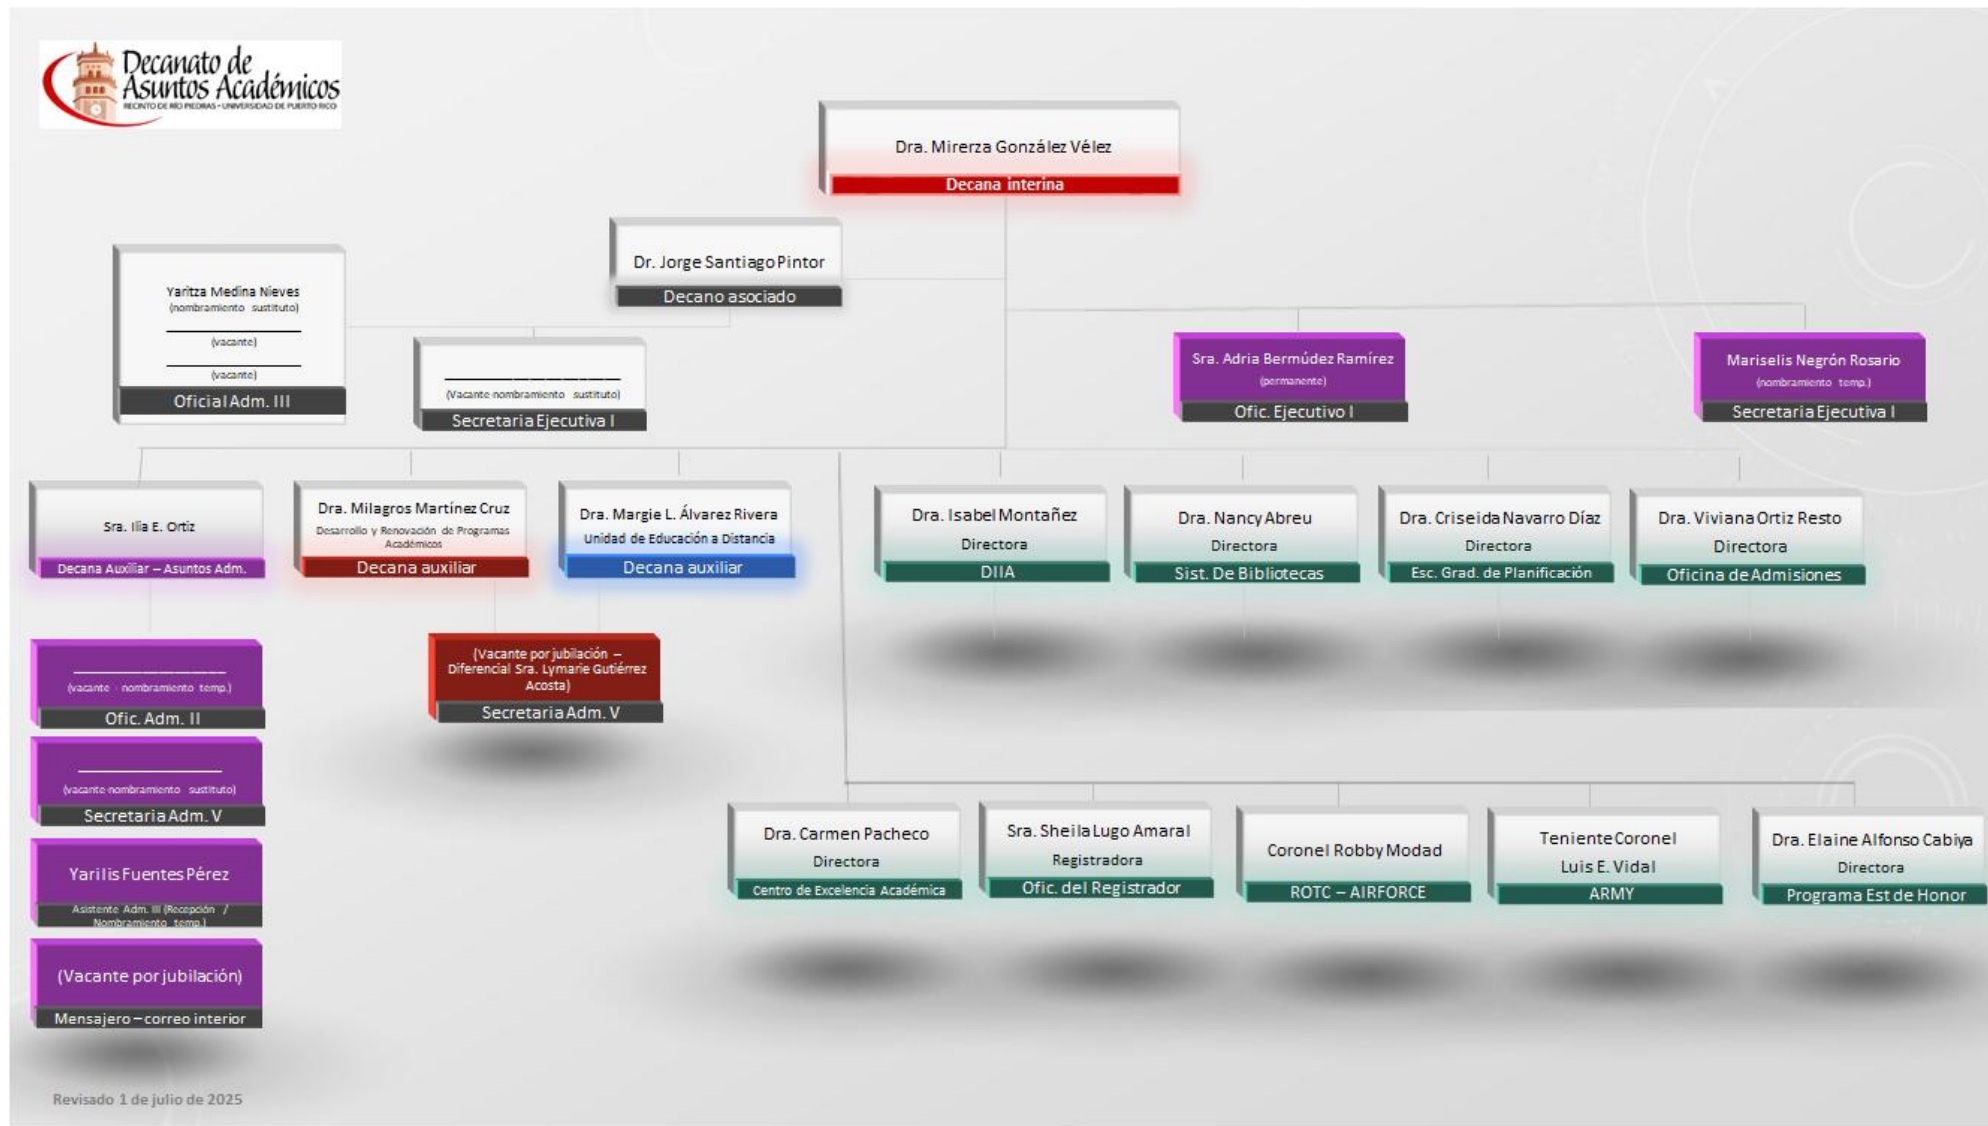 Decanato de
Asuntos Académicos
RECINTO DE RÍO PIEDRAS - UNIVERSIDAD DE PUERTO RICO
Dra. Mirerza González Vélez
Decana interina
Dr. Jorge Santiago Pintor
Decano asociado
Yaritza Medina Nieves
(nombramiento sustituto)
(vacante)
(vacante)
Oficial Adm. III
(Vacante-nombramiento sustituto)
Secretaria Ejecutiva I
Sra. Adria Bermúdez Ramírez
(permanente)
Ofic. Ejecutivo I
Mariselis Negrón Rosario
(nombramiento temp.)
Secretaria Ejecutiva I
Sra. Ilia E. Ortiz
Decana Auxiliar – Asuntos Adm.
Dra. Milagros Martínez Cruz
Desarrollo y Renovación de Programas
Académicos
Decana auxiliar
Dra. Margie L. Álvarez Rivera
Unidad de Educación a Distancia
Decana auxiliar
Dra. Isabel Montañez
Directora
DIIA
Dra. Nancy Abreu
Directora
Sist. De Bibliotecas
Dra. Criseida Navarro Díaz
Directora
Esc. Grad. de Planificación
Dra. Viviana Ortiz Resto
Directora
Oficina de Admisiones
(vacante - nombramiento temp.)
Ofic. Adm. II
(vacante-nombramiento sustituto)
Secretaria Adm. V
Yarilis Fuentes Pérez
Asistente Adm. III (Recepción /
Nombramiento temp.)
(Vacante por jubilación)
Mensajero – correo interior
(Vacante por jubilación –
Diferencial Sra. Lymarie Gutiérrez
Acosta)
Secretaria Adm. V
Dra. Carmen Pacheco
Directora
Centro de Excelencia Académica
Sra. Sheila Lugo Amaral
Registradora
Ofic. del Registrador
Coronel Robby Modad
ROTC – AIRFORCE
Teniente Coronel
Luis E. Vidal
ARMY
Dra. Elaine Alfonso Cabiya
Directora
Programa Est de Honor
Revisado 1 de julio de 2025